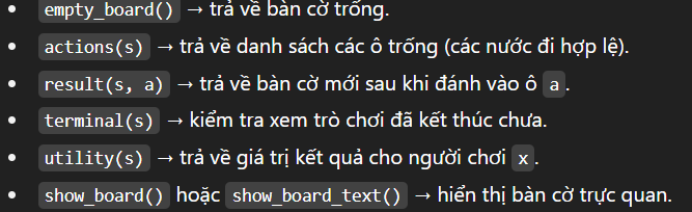 • empty_board() → trả về bàn cờ trống.
• actions(s) → trả về danh sách các ô trống (các nước đi hợp lệ).
• result(s, a) → trả về bàn cờ mới sau khi đánh vào ô a.
• terminal(s) → kiểm tra xem trò chơi đã kết thúc chưa.
• utility(s) → trả về giá trị kết quả cho người chơi x.
• show_board() hoặc show_board_text() → hiển thị bàn cờ trực quan.